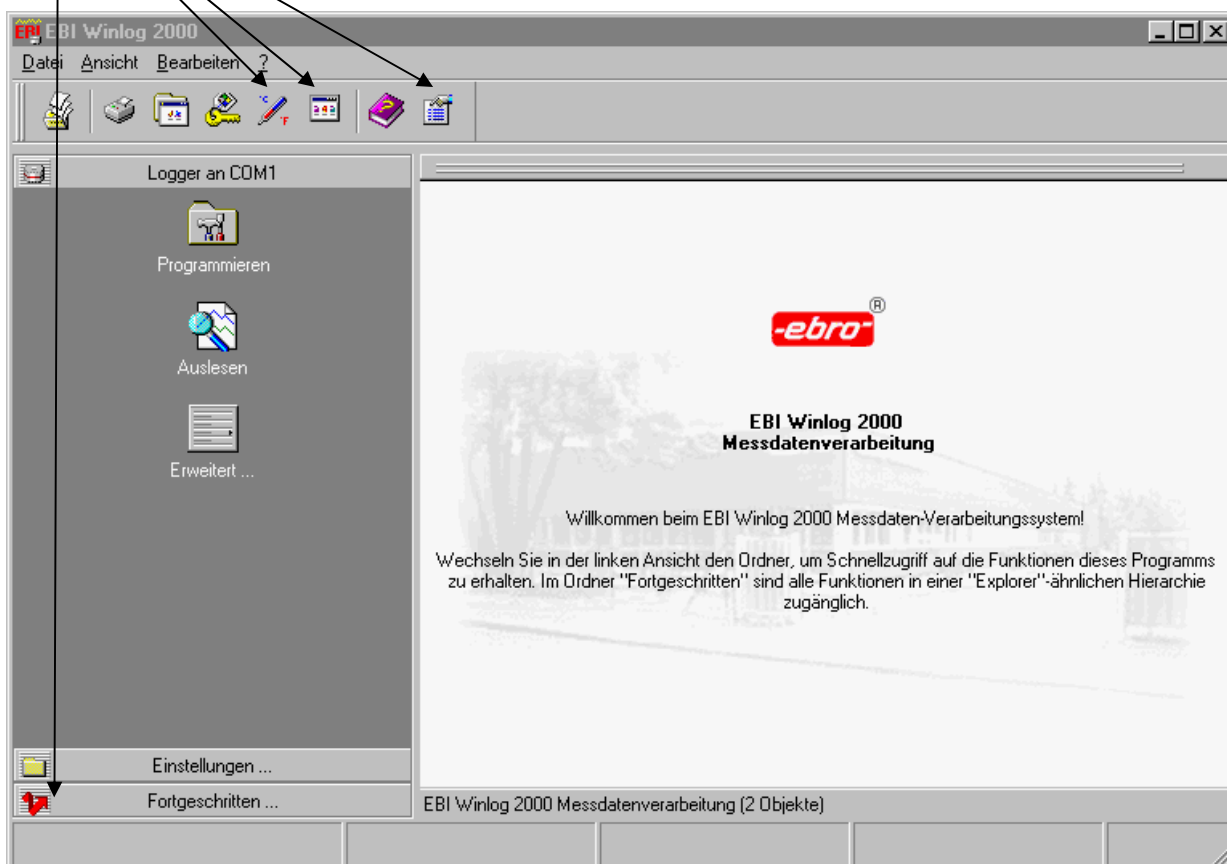 EBI EBI Winlog 2000
Datei Ansicht Bearbeiten ?
°C
°F
Logger an COM1
Programmieren
Auslesen
Erweitert ...
Einstellungen ...
Fortgeschritten ...
-ebro- ®
EBI Winlog 2000
Messdatenverarbeitung
Willkommen beim EBI Winlog 2000 Messdaten-Verarbeitungssystem!
Wechseln Sie in der linken Ansicht den Ordner, um Schnellzugriff auf die Funktionen dieses Programms
zu erhalten. Im Ordner "Fortgeschritten" sind alle Funktionen in einer "Explorer"-ähnlichen Hierarchie
zugänglich.
EBI Winlog 2000 Messdatenverarbeitung (2 Objekte)